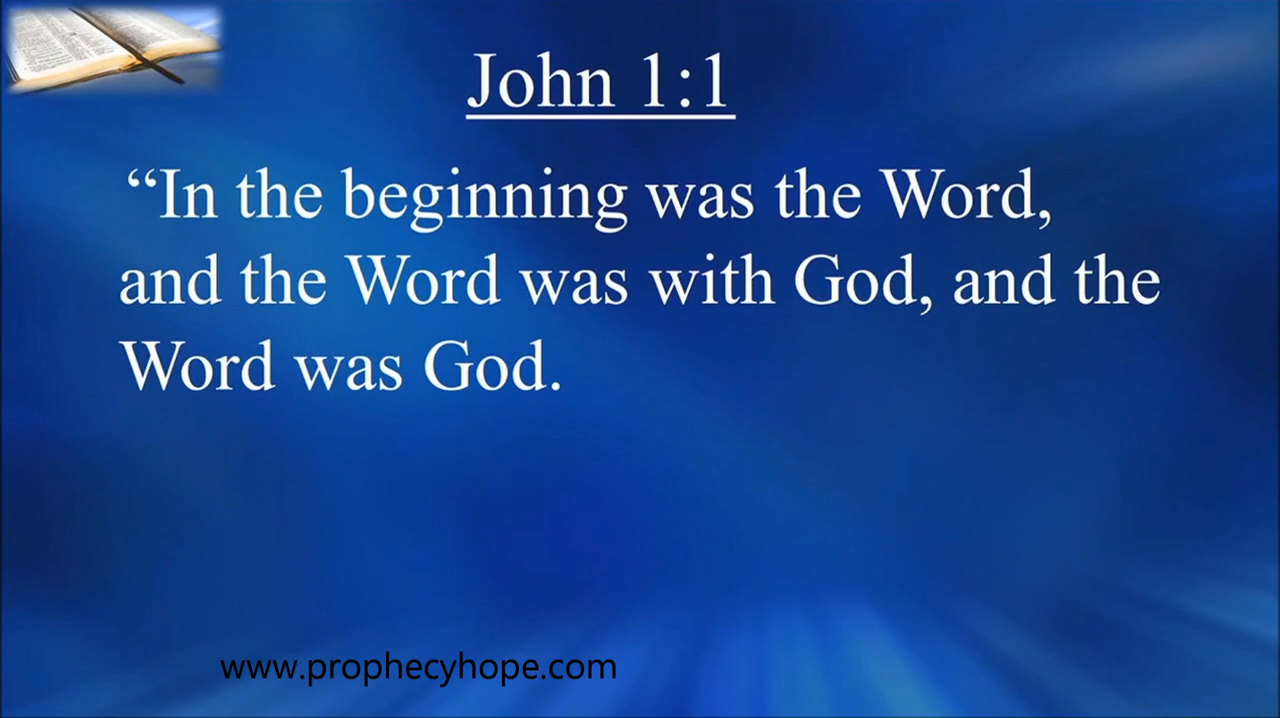 John 1:1
“In the beginning was the Word,
and the Word was with God, and the
Word was God.
www.prophecyhope.com